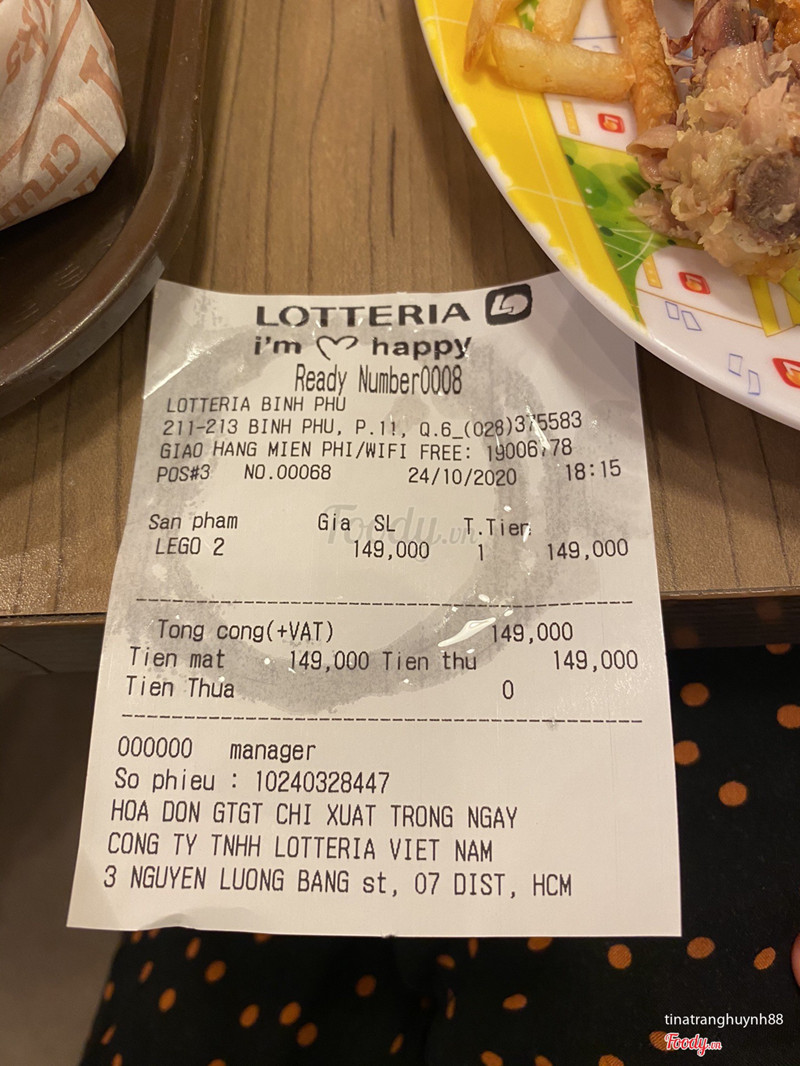 LOTTERIA
i'm ♡ happy
Ready Number0008
LOTTERIA BINH PHU
211-213 BINH PHU, P.11, Q.6_(028)375583
GIAO HANG MIEN PHI/WIFI FREE: 19006778
POS#3 NO.00068 24/10/2020 18:15
San pham Gia SL T.Tien
LEGO 2 149,000 1 149,000
Foody.vn
Tong cong(+VAT) 149,000
Tien mat 149,000 Tien thu 149,000
Tien Thua 0
000000 manager
So phieu : 10240328447
HOA DON GTGT CHI XUAT TRONG NGAY
CONG TY TNHH LOTTERIA VIET NAM
3 NGUYEN LUONG BANG st, 07 DIST, HCM
tinatranghuynh88
Foody.vn